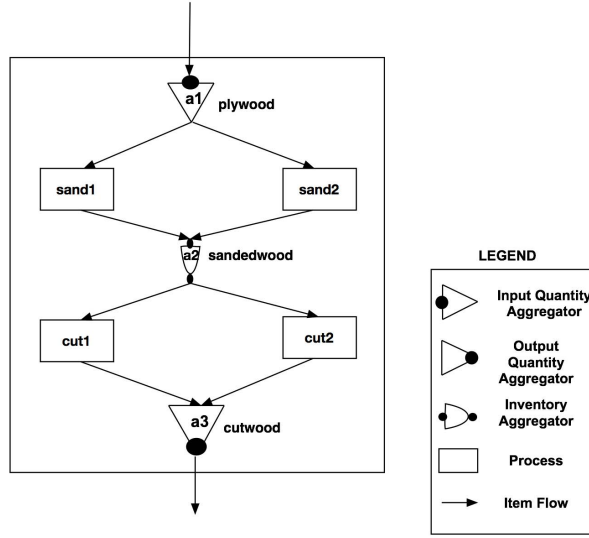 a1
plywood
sand1
sand2
a2
sandedwood
cut1
cut2
a3
cutwood
LEGEND
Input Quantity
Aggregator
Output
Quantity
Aggregator
Inventory
Aggregator
Process
Item Flow